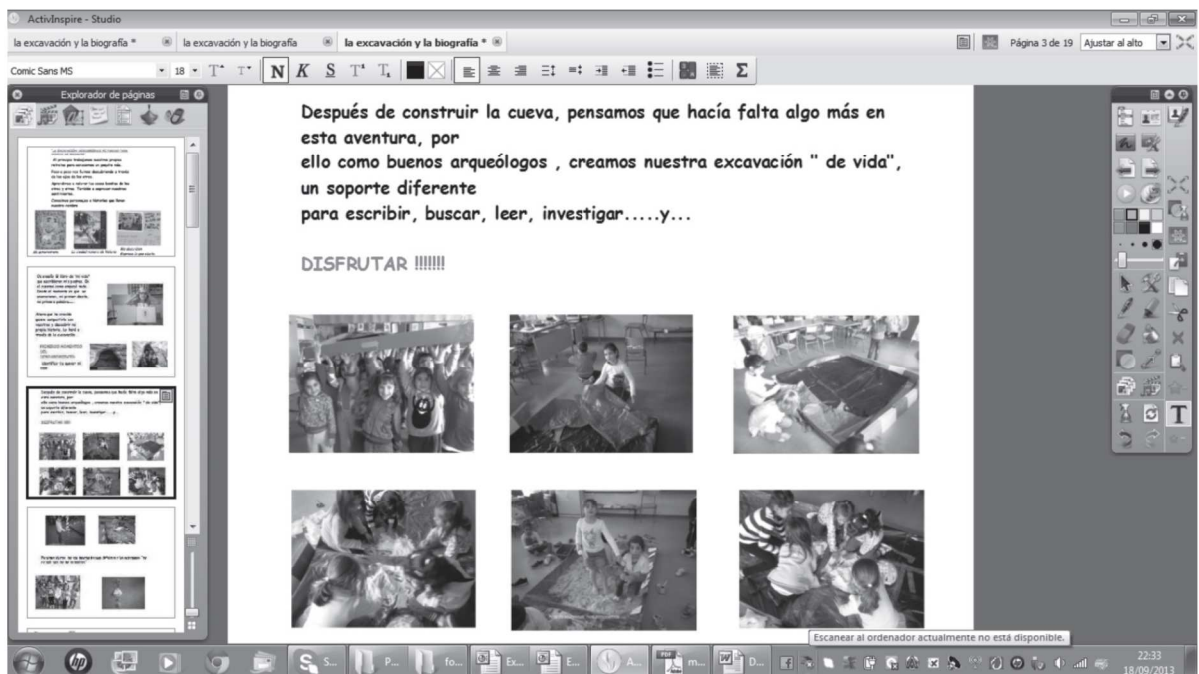 ActivInspire - Studio
la excavación y la biografía *
la excavación y la biografía
la excavación y la biografía *
Página 3 de 19
Ajustar al alto
Comic Sans MS
18
N K S
Explorador de páginas
Después de construir la cueva, pensamos que hacía falta algo más en
esta aventura, por
ello como buenos arqueólogos , creamos nuestra excavación " de vida",
un soporte diferente
para escribir, buscar, leer, investigar.....y...
DISFRUTAR !!!!!!!
Escanear al ordenador actualmente no está disponible.
S...
P...
fo...
Ex...
E...
A...
m...
D...
22:33
18/09/2013